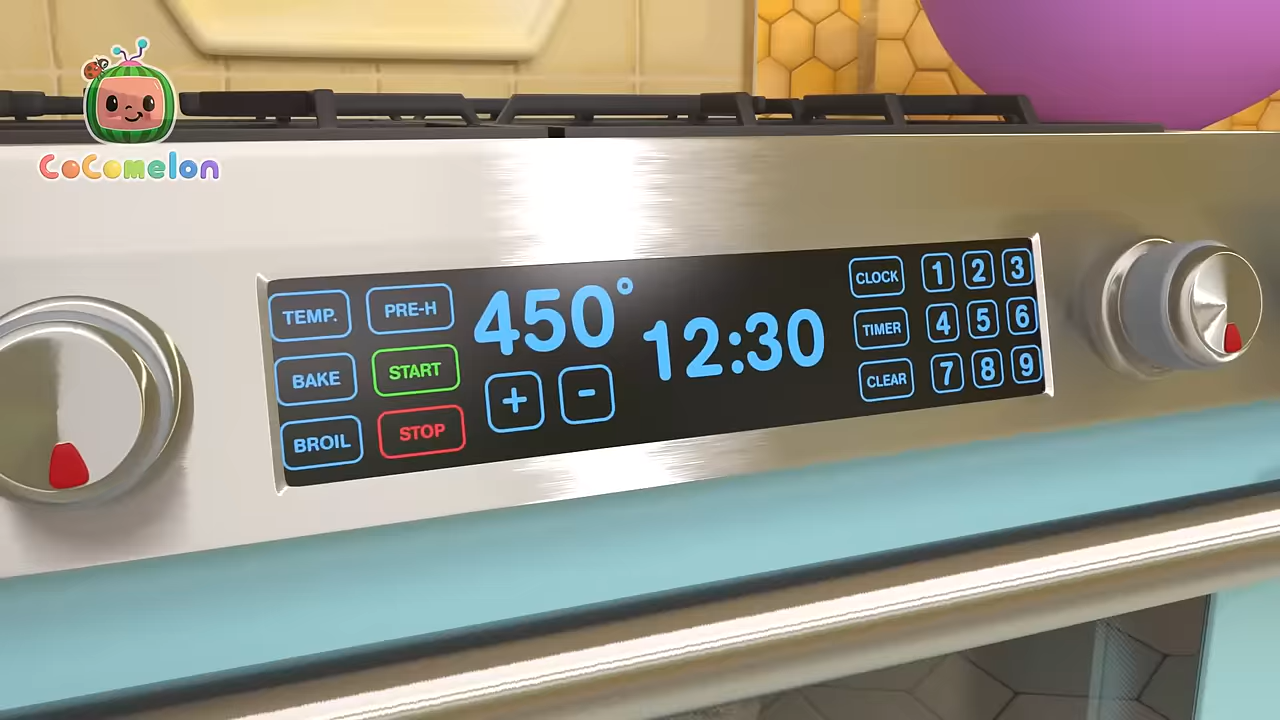 CoComelon
TEMP. PRE-H 450° 12:30 CLOCK 1 2 3
BAKE START + - TIMER 4 5 6
BROIL STOP CLEAR 7 8 9